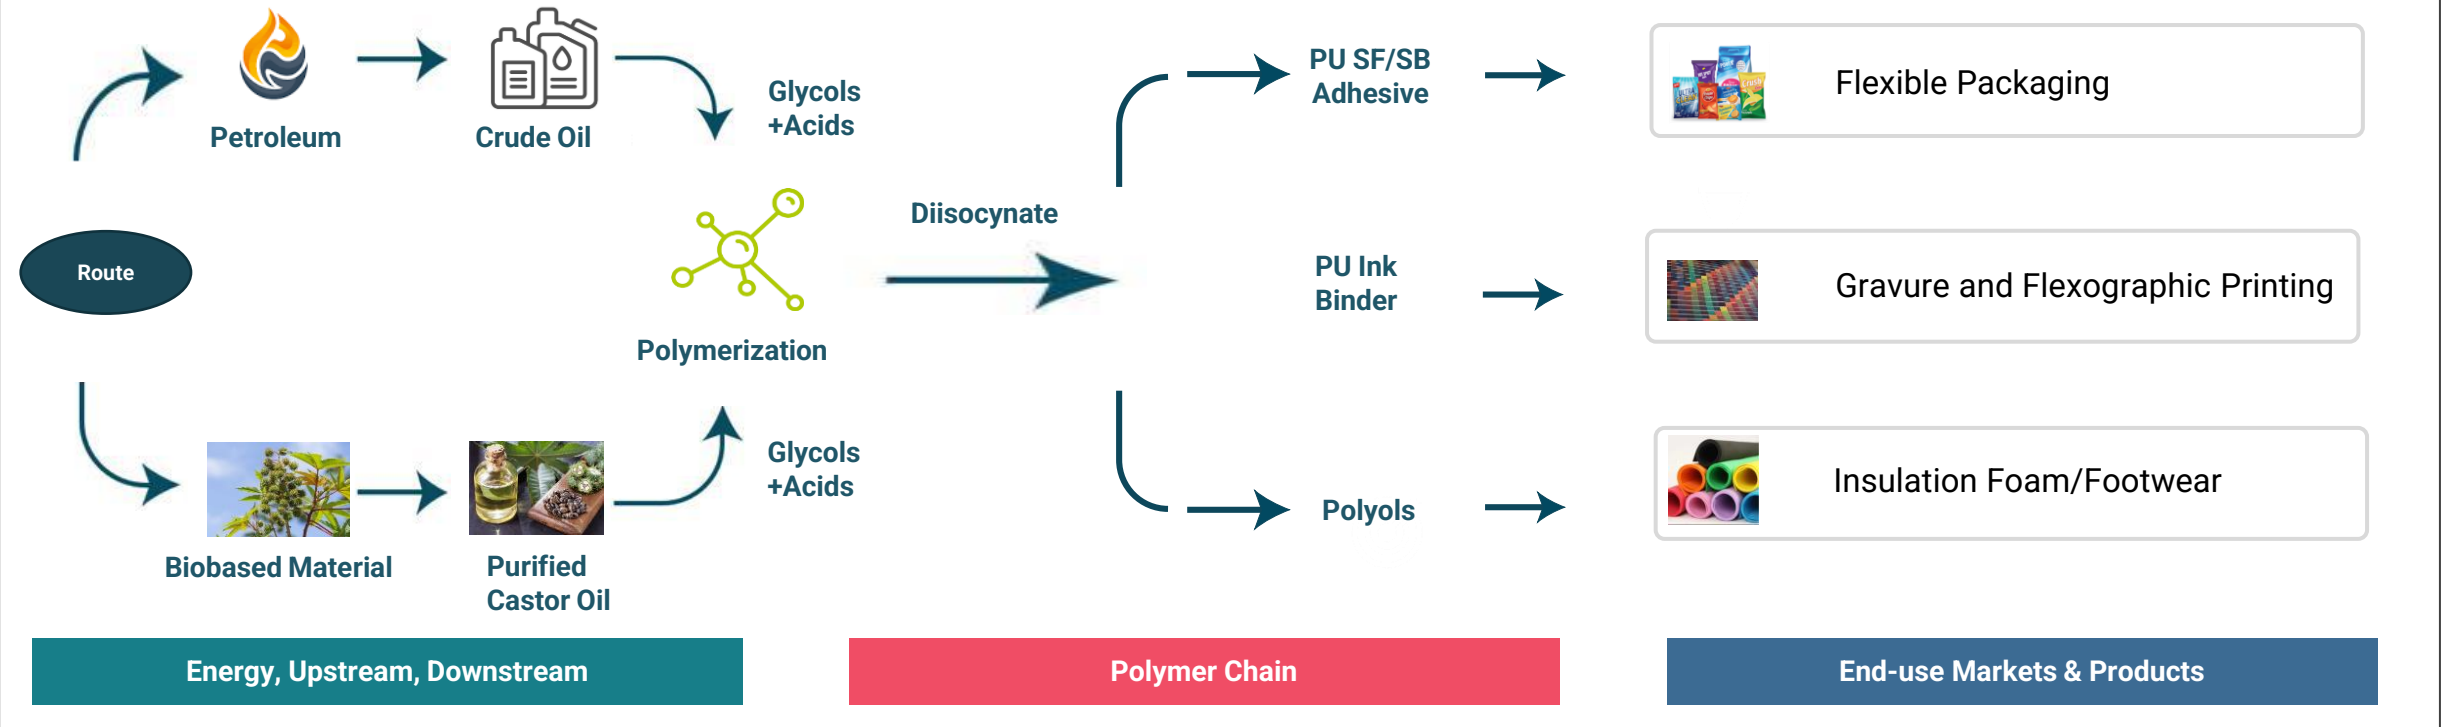 Petroleum
Crude Oil
Glycols
+Acids
PU SF/SB
Adhesive
Flexible Packaging
Route
Polymerization
Diisocynate
PU Ink
Binder
Gravure and Flexographic Printing
Biobased Material
Purified
Castor Oil
Glycols
+Acids
Polyols
Insulation Foam/Footwear
Energy, Upstream, Downstream
Polymer Chain
End-use Markets & Products